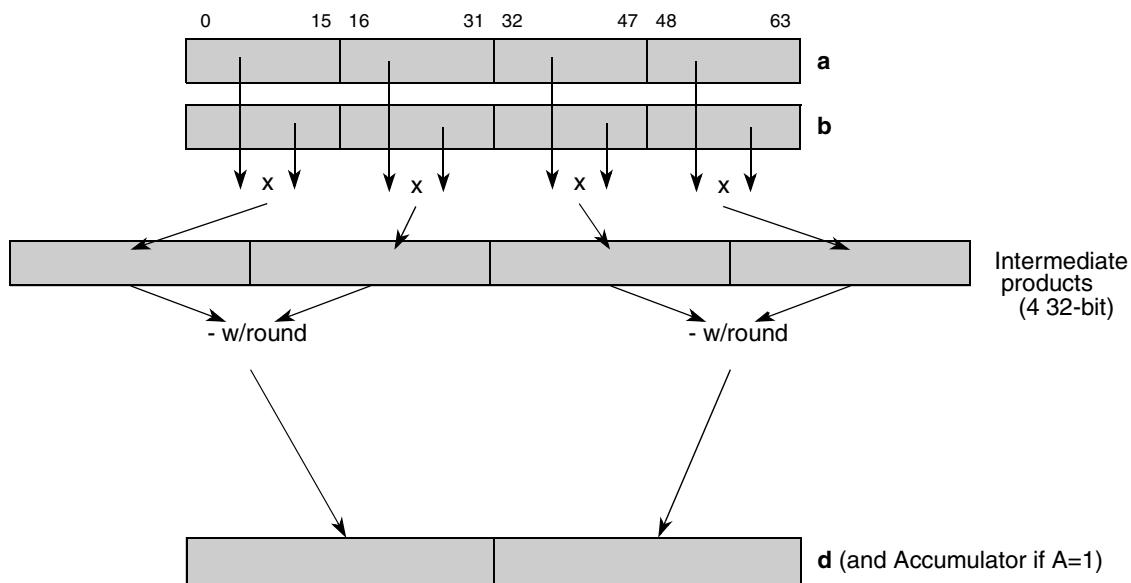 0 15 16 31 32 47 48 63
a
b
x x x x
Intermediate
products
(4 32-bit)
- w/round - w/round
d (and Accumulator if A=1)